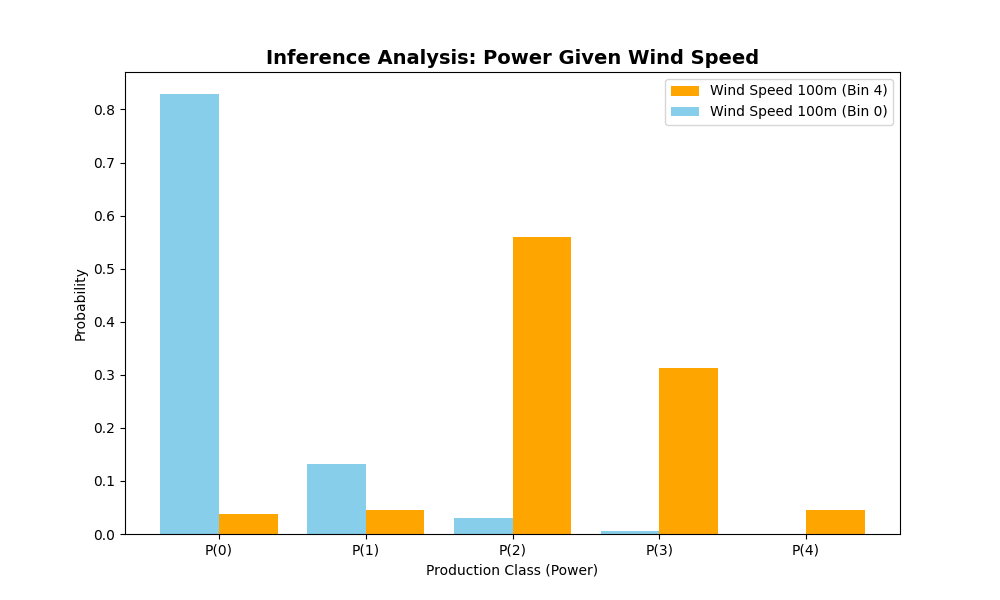 Inference Analysis: Power Given Wind Speed
Wind Speed 100m (Bin 4)
Wind Speed 100m (Bin 0)
Probability
0.8
0.7
0.6
0.5
0.4
0.3
0.2
0.1
0.0
P(0) P(1) P(2) P(3) P(4)
Production Class (Power)